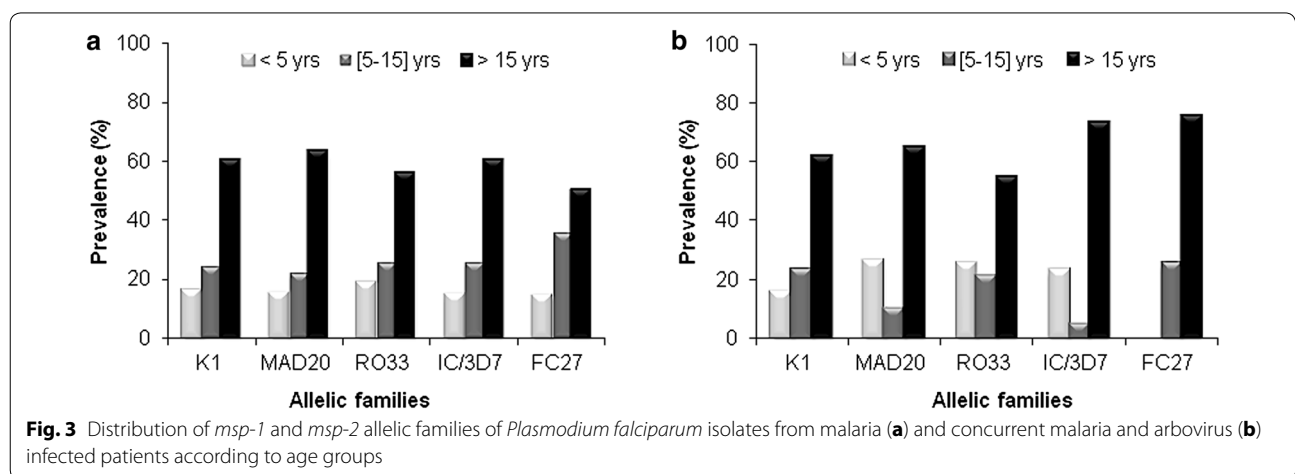 a
100
80
60
40
20
0
Prevalence (%)
< 5 yrs [5-15] yrs > 15 yrs
K1 MAD20 RO33 IC/3D7 FC27
Allelic families
b
100
80
60
40
20
0
Prevalence (%)
< 5 yrs [5-15] yrs > 15 yrs
K1 MAD20 RO33 IC/3D7 FC27
Allelic families
Fig. 3 Distribution of msp-1 and msp-2 allelic families of Plasmodium falciparum isolates from malaria (a) and concurrent malaria and arbovirus (b)
infected patients according to age groups